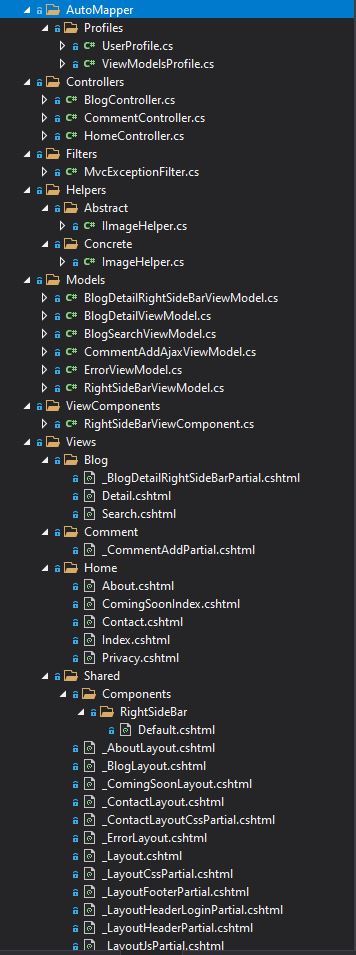 AutoMapper
Profiles
C# UserProfile.cs
C# ViewModelsProfile.cs
Controllers
C# BlogController.cs
C# CommentController.cs
C# HomeController.cs
Filters
C# MvcExceptionFilter.cs
Helpers
Abstract
C# IImageHelper.cs
Concrete
C# ImageHelper.cs
Models
C# BlogDetailRightSideBarViewModel.cs
C# BlogDetailViewModel.cs
C# BlogSearchViewModel.cs
C# CommentAddAjaxViewModel.cs
C# ErrorViewModel.cs
C# RightSideBarViewModel.cs
ViewComponents
C# RightSideBarViewComponent.cs
Views
Blog
_BlogDetailRightSideBarPartial.cshtml
Detail.cshtml
Search.cshtml
Comment
_CommentAddPartial.cshtml
Home
About.cshtml
ComingSoonIndex.cshtml
Contact.cshtml
Index.cshtml
Privacy.cshtml
Shared
Components
RightSideBar
Default.cshtml
_AboutLayout.cshtml
_BlogLayout.cshtml
_ComingSoonLayout.cshtml
_ContactLayout.cshtml
_ContactLayoutCssPartial.cshtml
_ErrorLayout.cshtml
_Layout.cshtml
_LayoutCssPartial.cshtml
_LayoutFooterPartial.cshtml
_LayoutHeaderLoginPartial.cshtml
_LayoutHeaderPartial.cshtml
_LayoutJsPartial.cshtml